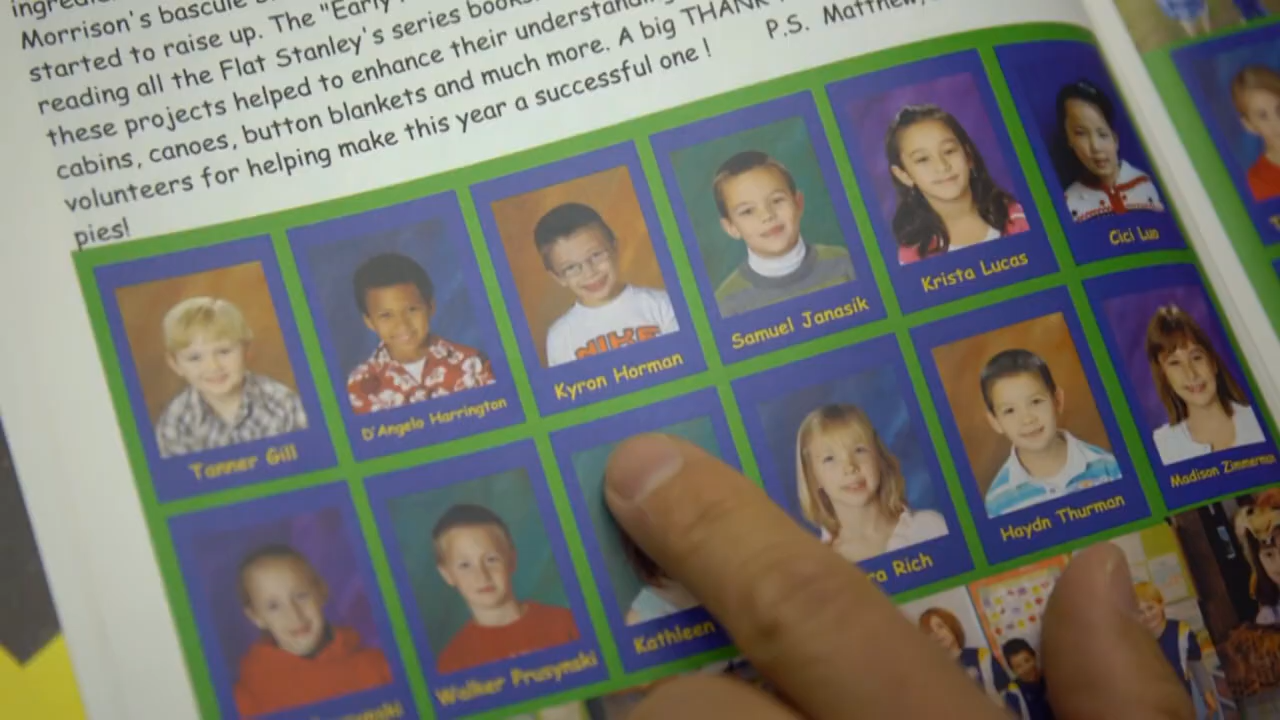 Morrison's bascule
started to raise up. The "Early
reading all the Flat Stanley's series books
these projects helped to enhance their understanding
cabins, canoes, button blankets and much more. A big THANK
volunteers for helping make this year a successful one !
P.S. Matthew,
pies!
Tanner Gill
D'Angelo Harrington
Kyron Horman
NIKE
Samuel Janasik
Krista Lucas
Cici Luo
Walker Prusynski
Kathleen
Rich
Haydn Thurman
Madison Zimmerman